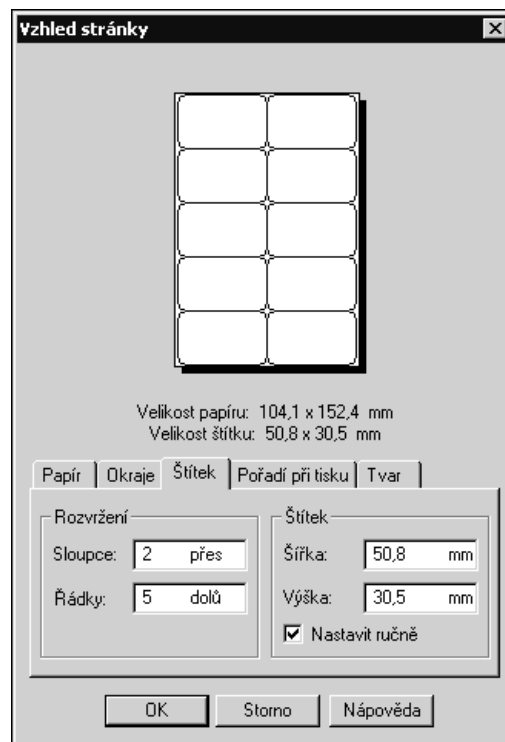 Vzhled stránky
Velikost papíru: 104,1 x 152,4 mm
Velikost štítku: 50,8 x 30,5 mm
Papír Okraje Štítek Pořadí při tisku Tvar
Rozvržení
Sloupce: 2 přes
Řádky: 5 dolů
Štítek
Šířka: 50,8 mm
Výška: 30,5 mm
Nastavit ručně
OK Storno Nápověda